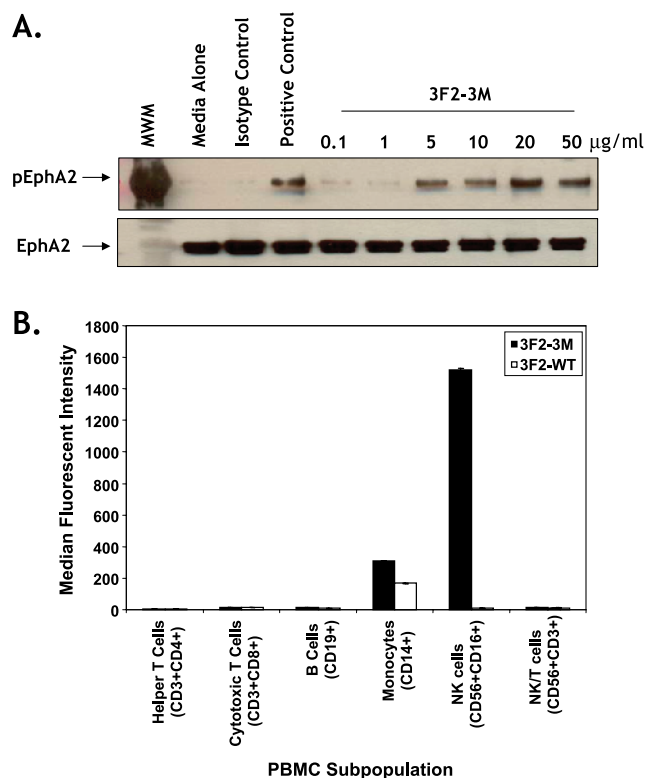 A.
MWM
Media Alone
Isotype Control
Positive Control
3F2-3M
0.1 1 5 10 20 50 µg/ml
pEphA2
EphA2
B.
1800
1600
1400
1200
1000
800
600
400
200
0
Median Fluorescent Intensity
3F2-3M
3F2-WT
Helper T Cells
(CD3+CD4+)
Cytotoxic T Cells
(CD3+CD8+)
B Cells
(CD19+)
Monocytes
(CD14+)
NK cells
(CD56+CD16+)
NK/T cells
(CD56+CD3+)
PBMC Subpopulation